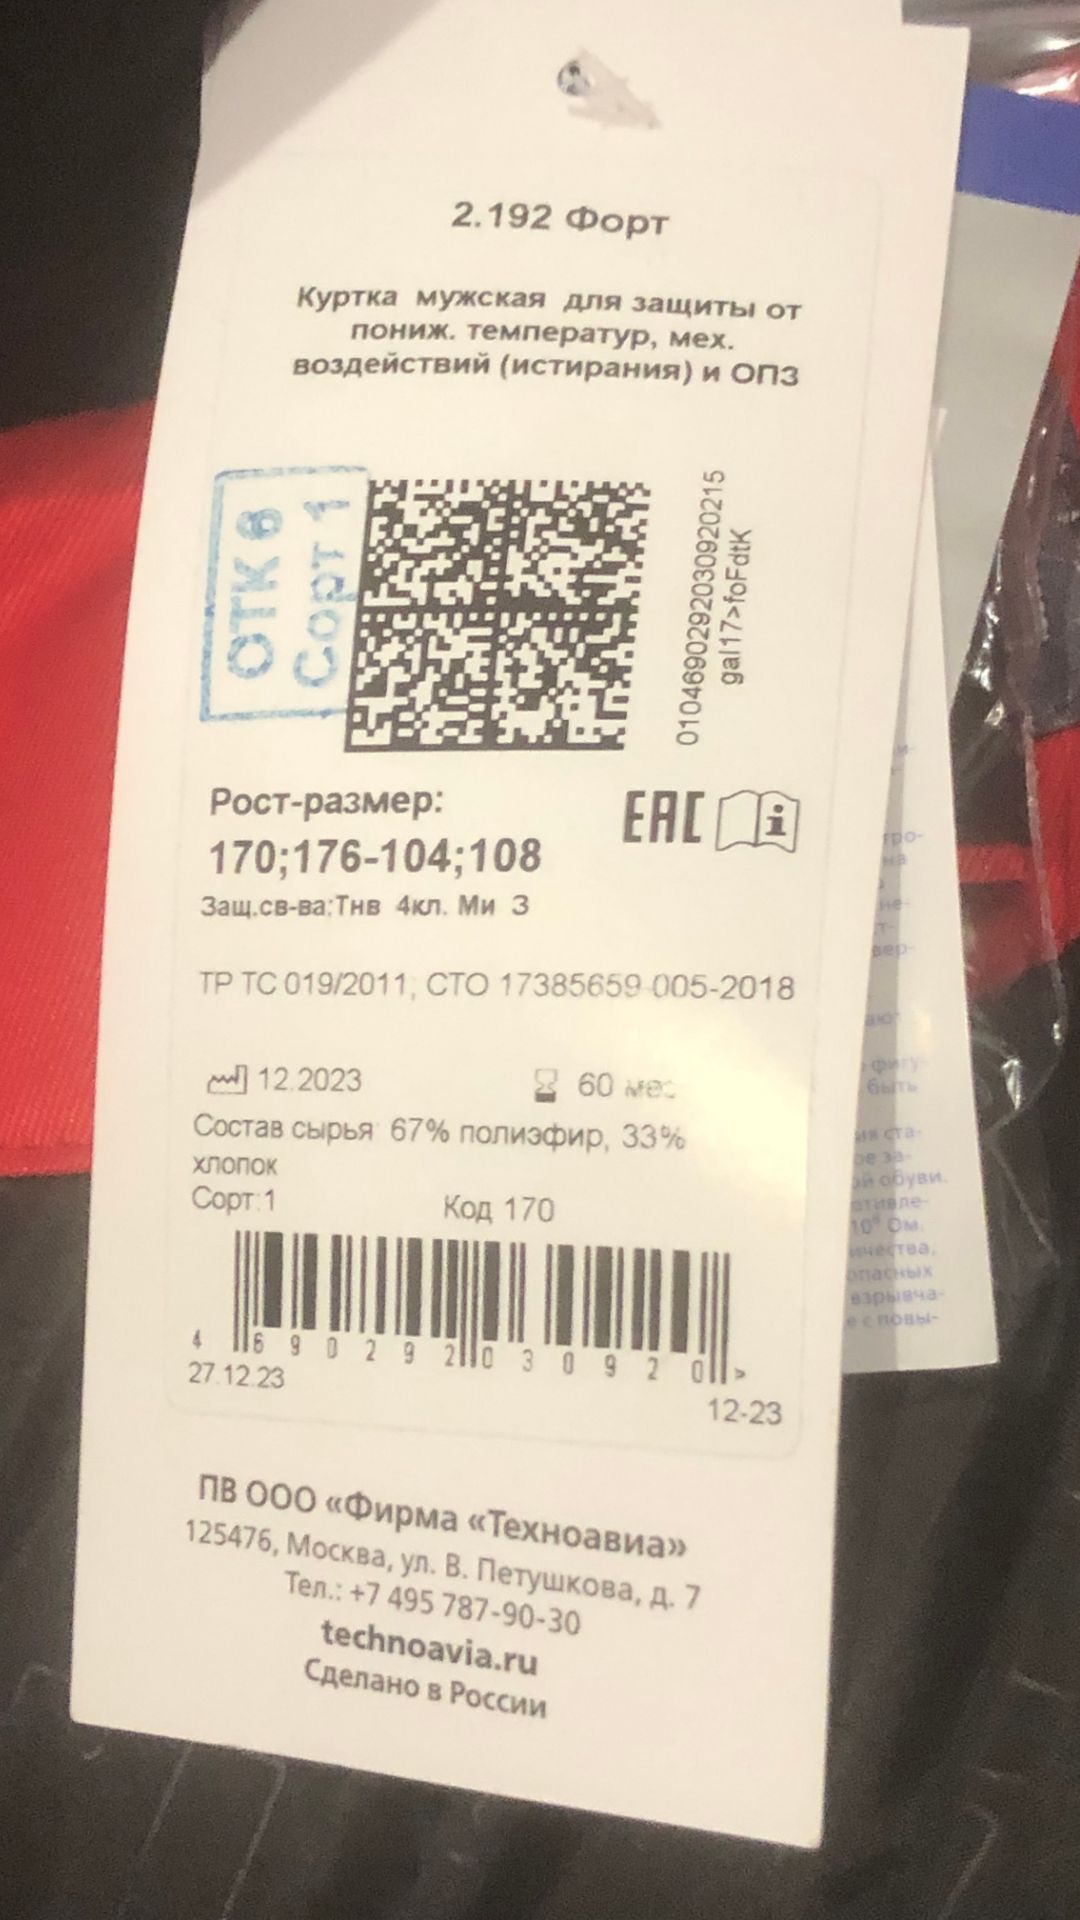 2.192 Форт
Куртка мужская для защиты от
пониж. температур, мех.
воздействий (истирания) и ОПЗ
ОТК 6
Сорт 1
0104690292030920215
gal17>foFdtK
Рост-размер:
170;176-104;108
EAC
Защ.св-ва:Тнв 4кл. Ми З
ТР ТС 019/2011; СТО 17385659-005-2018
12.2023
60 мес
Состав сырья: 67% полиэфир, 33%
хлопок
Сорт:1
Код 170
4 690292 030920 >
27.12.23
12-23
ПВ ООО «Фирма «Техноавиа»
125476, Москва, ул. В. Петушкова, д. 7
Тел.: +7 495 787-90-30
technoavia.ru
Сделано в России
быть
обуви.
Ом.